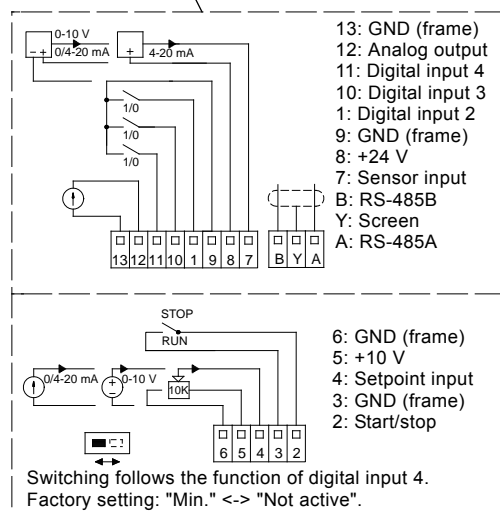 0-10 V
- +
0/4-20 mA
+
4-20 mA
1/0
1/0
1/0
13 12 11 10 1 9 8 7
B Y A
13: GND (frame)
12: Analog output
11: Digital input 4
10: Digital input 3
1: Digital input 2
9: GND (frame)
8: +24 V
7: Sensor input
B: RS-485B
Y: Screen
A: RS-485A
STOP
RUN
0/4-20 mA
+
-
0-10 V
10K
6 5 4 3 2
6: GND (frame)
5: +10 V
4: Setpoint input
3: GND (frame)
2: Start/stop
Switching follows the function of digital input 4.
Factory setting: "Min." <-> "Not active".